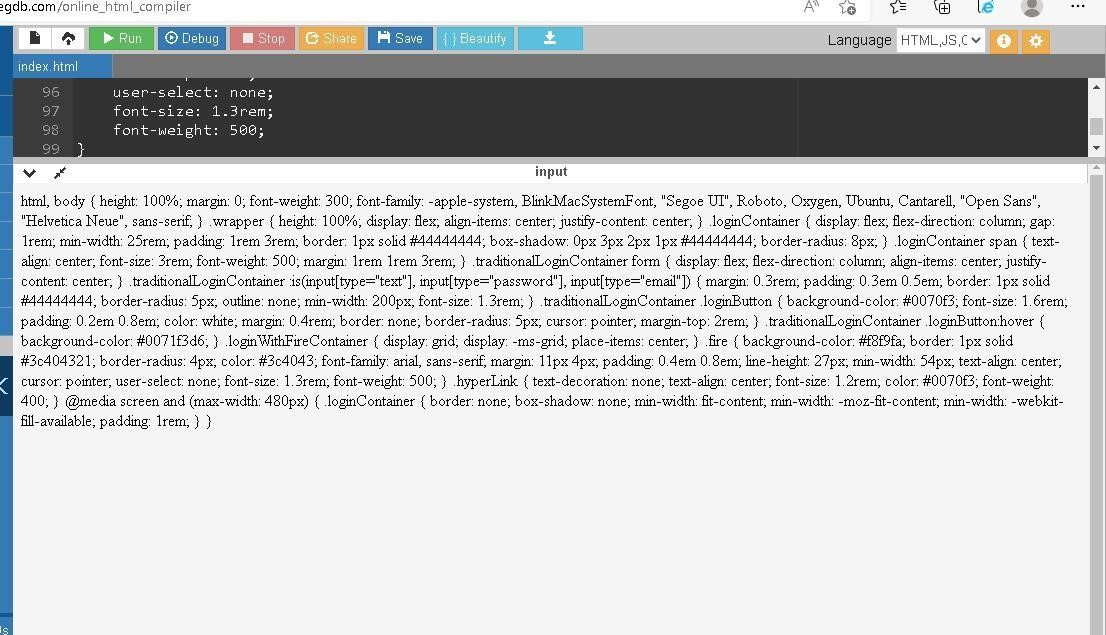 egdb.com/online_html_compiler
Run Debug Stop Share Save { } Beautify Language HTML,JS,C
index.html
96 user-select: none;
97 font-size: 1.3rem;
98 font-weight: 500;
99 }
input
html, body { height: 100%; margin: 0; font-weight: 300; font-family: -apple-system, BlinkMacSystemFont, "Segoe UI", Roboto, Oxygen, Ubuntu, Cantarell, "Open Sans",
"Helvetica Neue", sans-serif; } .wrapper { height: 100%; display: flex; align-items: center; justify-content: center; } .loginContainer { display: flex; flex-direction: column; gap:
1rem; min-width: 25rem; padding: 1rem 3rem; border: 1px solid #44444444; box-shadow: 0px 3px 2px 1px #44444444; border-radius: 8px; } .loginContainer span { text-
align: center; font-size: 3rem; font-weight: 500; margin: 1rem 1rem 3rem; } .traditionalLoginContainer form { display: flex; flex-direction: column; align-items: center; justify-
content: center; } .traditionalLoginContainer :is(input[type="text"], input[type="password"], input[type="email"]) { margin: 0.3rem; padding: 0.3em 0.5em; border: 1px solid
#44444444; border-radius: 5px; outline: none; min-width: 200px; font-size: 1.3rem; } .traditionalLoginContainer .loginButton { background-color: #0070f3; font-size: 1.6rem;
padding: 0.2em 0.8em; color: white; margin: 0.4rem; border: none; border-radius: 5px; cursor: pointer; margin-top: 2rem; } .traditionalLoginContainer .loginButton:hover {
background-color: #0071f3d6; } .loginWithFireContainer { display: grid; display: -ms-grid; place-items: center; } .fire { background-color: #f8f9fa; border: 1px solid
#3c404321; border-radius: 4px; color: #3c4043; font-family: arial, sans-serif; margin: 11px 4px; padding: 0.4em 0.8em; line-height: 27px; min-width: 54px; text-align: center;
cursor: pointer; user-select: none; font-size: 1.3rem; font-weight: 500; } .hyperLink { text-decoration: none; text-align: center; font-size: 1.2rem; color: #0070f3; font-weight:
400; } @media screen and (max-width: 480px) { .loginContainer { border: none; box-shadow: none; min-width: fit-content; min-width: -moz-fit-content; min-width: -webkit-
fill-available; padding: 1rem; } }